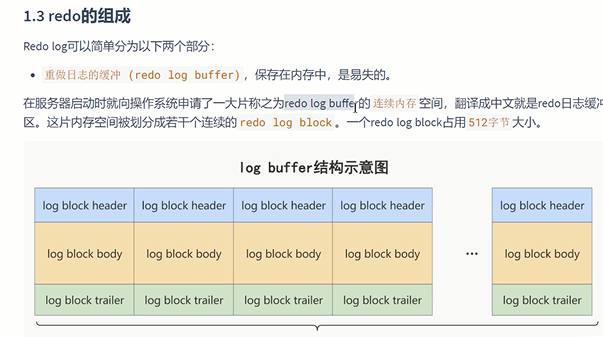 1.3 redo的组成
Redo log可以简单分为以下两个部分：
• 重做日志的缓冲 (redo log buffer)，保存在内存中，是易失的。
在服务器启动时就向操作系统申请了一大片称之为redo log buffer的 连续内存 空间，翻译成中文就是redo日志缓冲
区。这片内存空间被划分成若干个连续的 redo log block 。一个redo log block占用 512字节 大小。
log buffer结构示意图
log block header log block header log block header log block header log block header
log block body log block body log block body log block body ... log block body
log block trailer log block trailer log block trailer log block trailer log block trailer